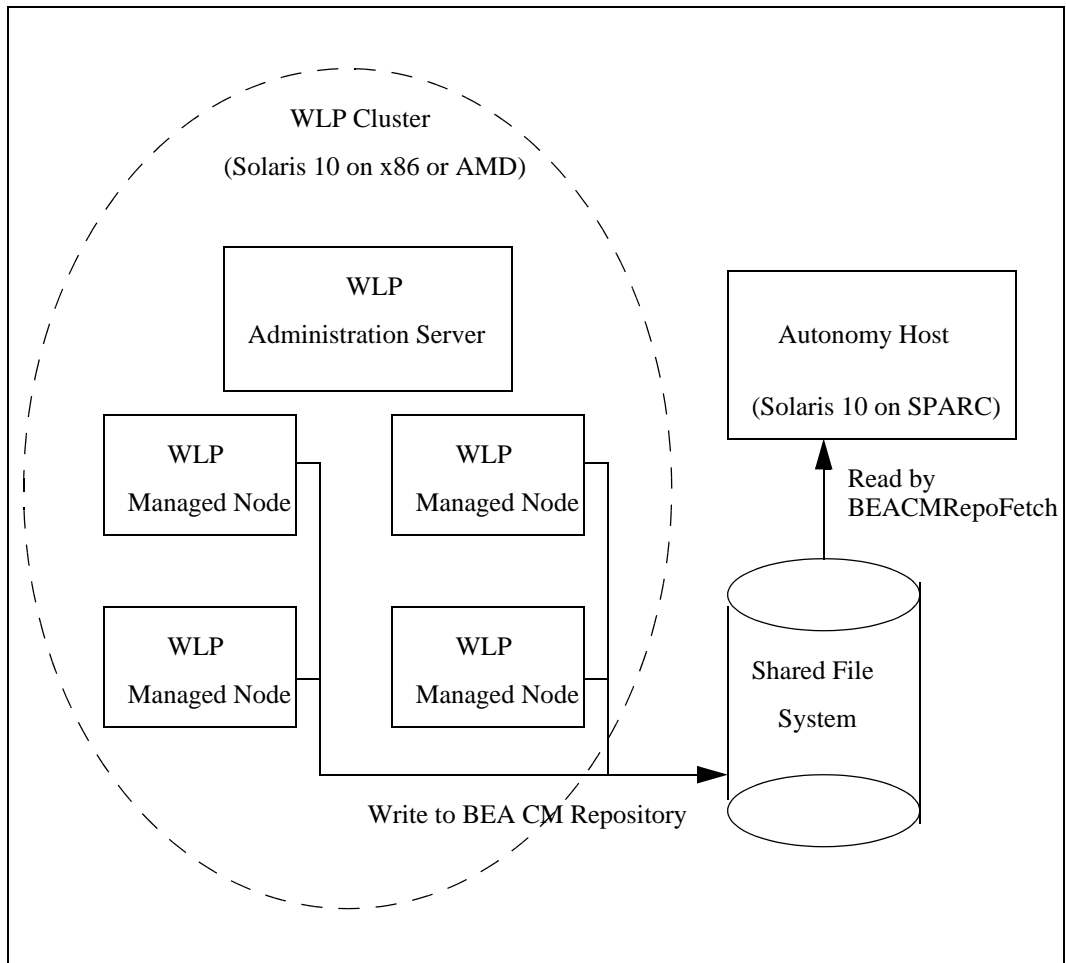 WLP Cluster
(Solaris 10 on x86 or AMD)
WLP
Administration Server
Autonomy Host
(Solaris 10 on SPARC)
WLP
Managed Node
WLP
Managed Node
Read by
BEACMRepoFetch
WLP
Managed Node
WLP
Managed Node
Shared File
System
Write to BEA CM Repository